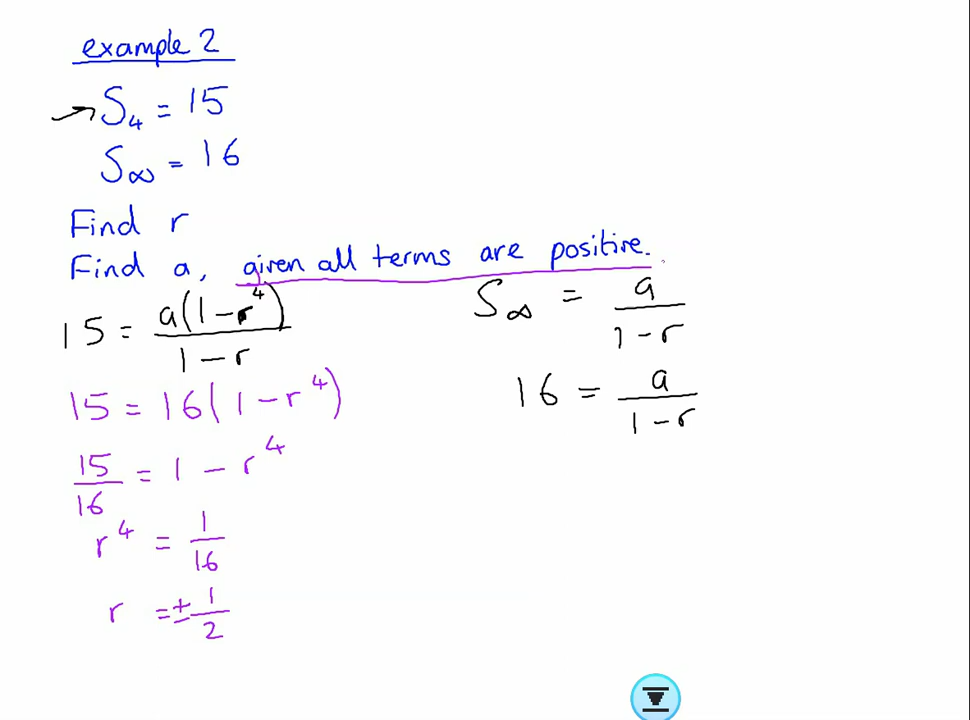 example 2
S₄ = 15
S∞ = 16
Find r
Find a, given all terms are positive.
15 = a(1-r⁴)/1-r
15 = 16(1-r⁴)
15/16 = 1 - r⁴
r⁴ = 1/16
r = ± 1/2
S∞ = a/1-r
16 = a/1-r